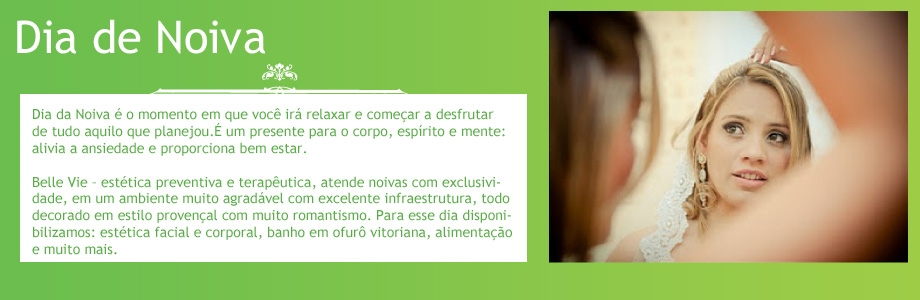 Dia de Noiva
Dia da Noiva é o momento em que você irá relaxar e começar a desfrutar
de tudo aquilo que planejou.É um presente para o corpo, espírito e mente:
alivia a ansiedade e proporciona bem estar.
Belle Vie - estética preventiva e terapêutica, atende noivas com exclusivi-
dade, em um ambiente muito agradável com excelente infraestrutura, todo
decorado em estilo provençal com muito romantismo. Para esse dia disponi-
bilizamos: estética facial e corporal, banho em ofurô vitoriana, alimentação
e muito mais.